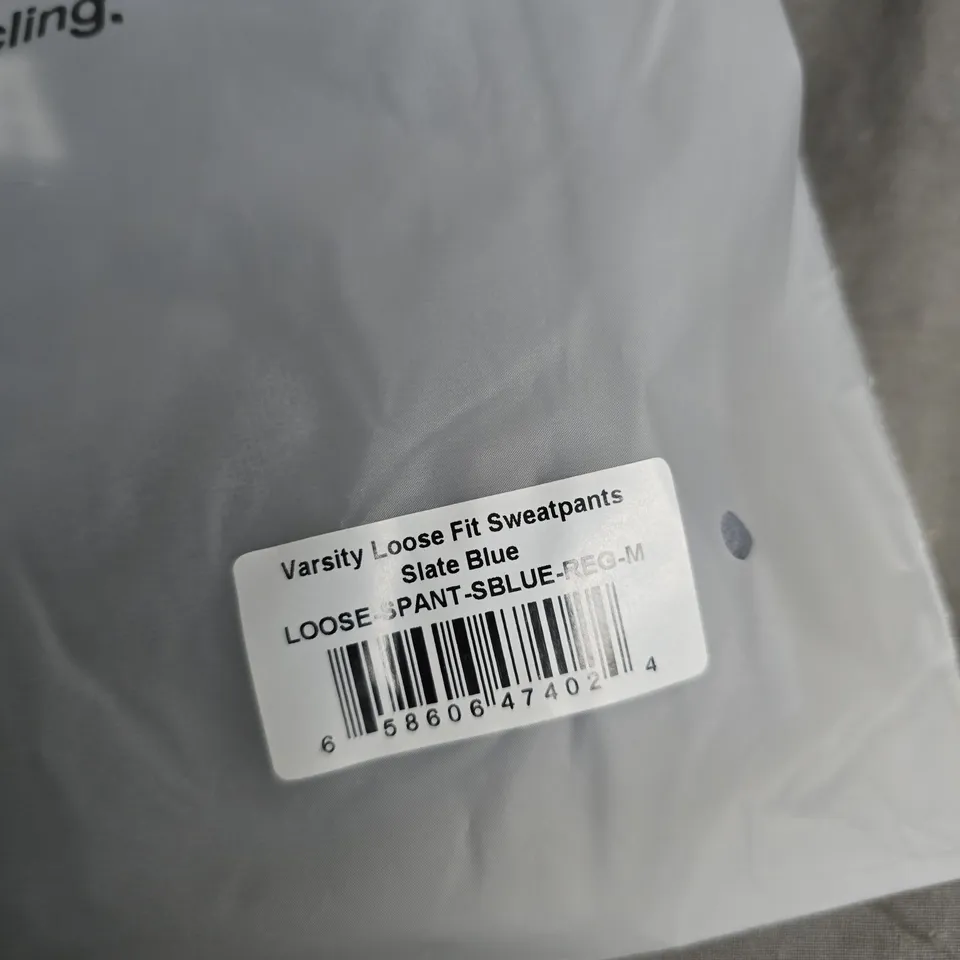 cling.
Varsity Loose Fit Sweatpants
Slate Blue
LOOSE-SPANT-SBLUE-REG-M
6 58606 47402 4